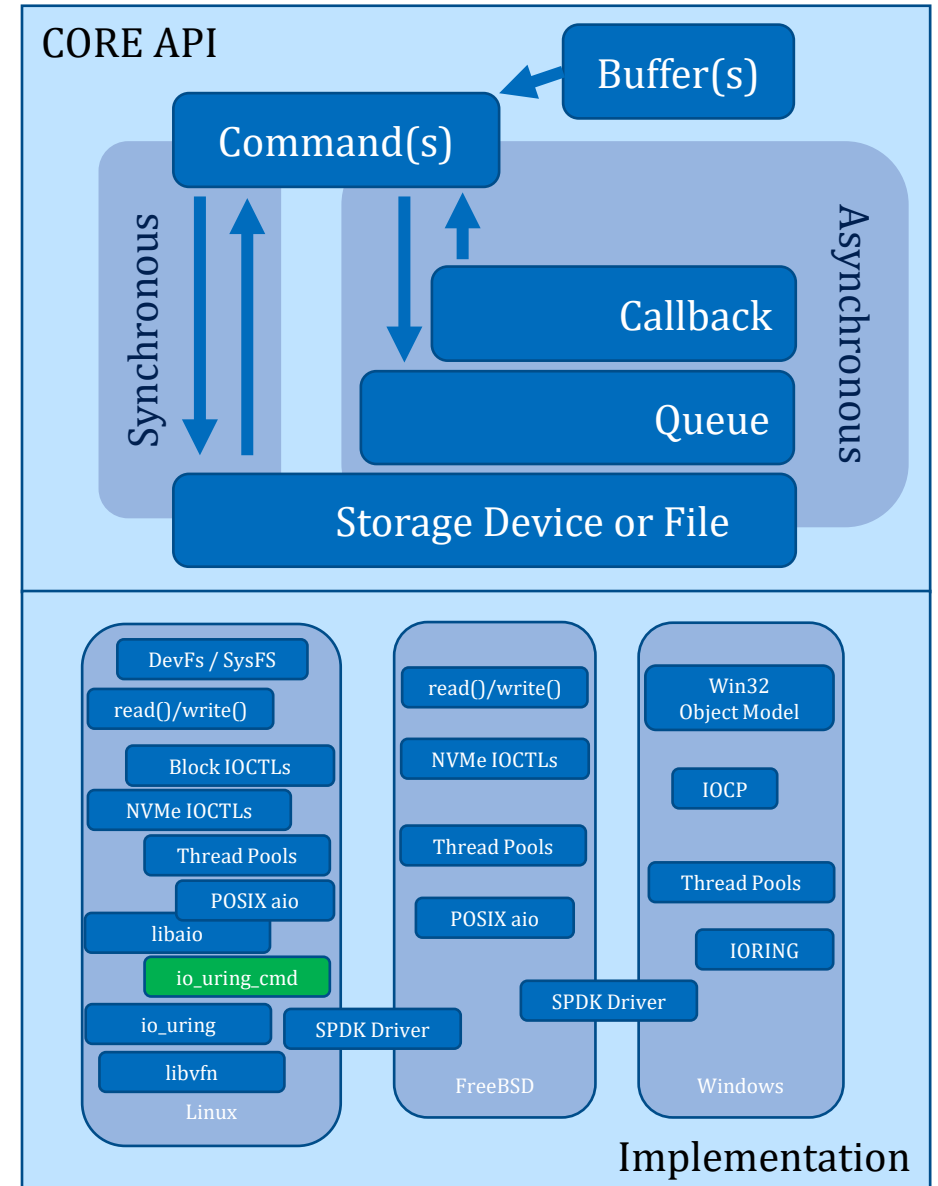 CORE API
Buffer(s)
Command(s)
Synchronous
Asynchronous
Callback
Queue
Storage Device or File
DevFs / SysFS
read()/write()
Block IOCTLs
NVMe IOCTLs
Thread Pools
POSIX aio
libaio
io_uring_cmd
io_uring
SPDK Driver
libvfn
Linux
read()/write()
NVMe IOCTLs
Thread Pools
POSIX aio
SPDK Driver
FreeBSD
Win32
Object Model
IOCP
Thread Pools
IORING
Windows
Implementation